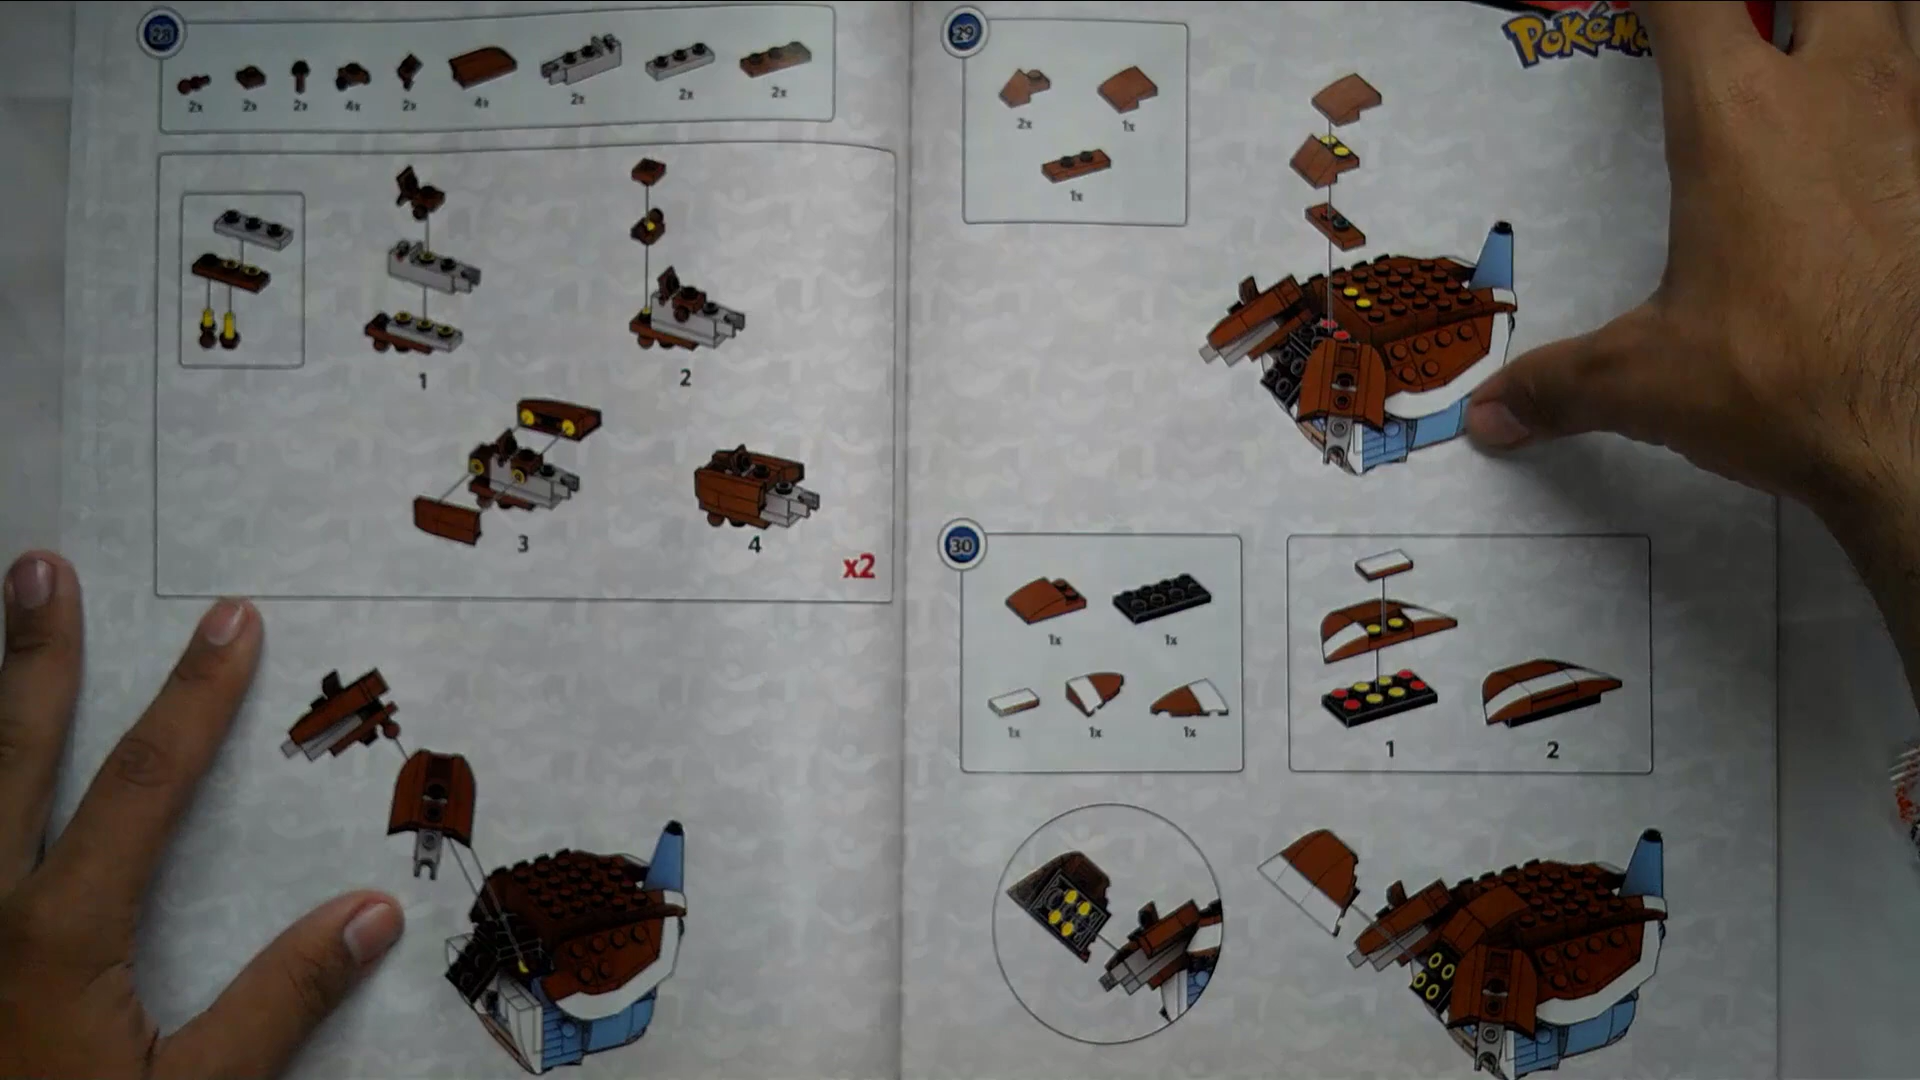 28
2x 2x 2x 4x 2x 4x 2x 2x 2x
1 2
3 4
x2
29
2x 1x
1x
POKéM
30
1x 1x
1x 1x 1x
1 2